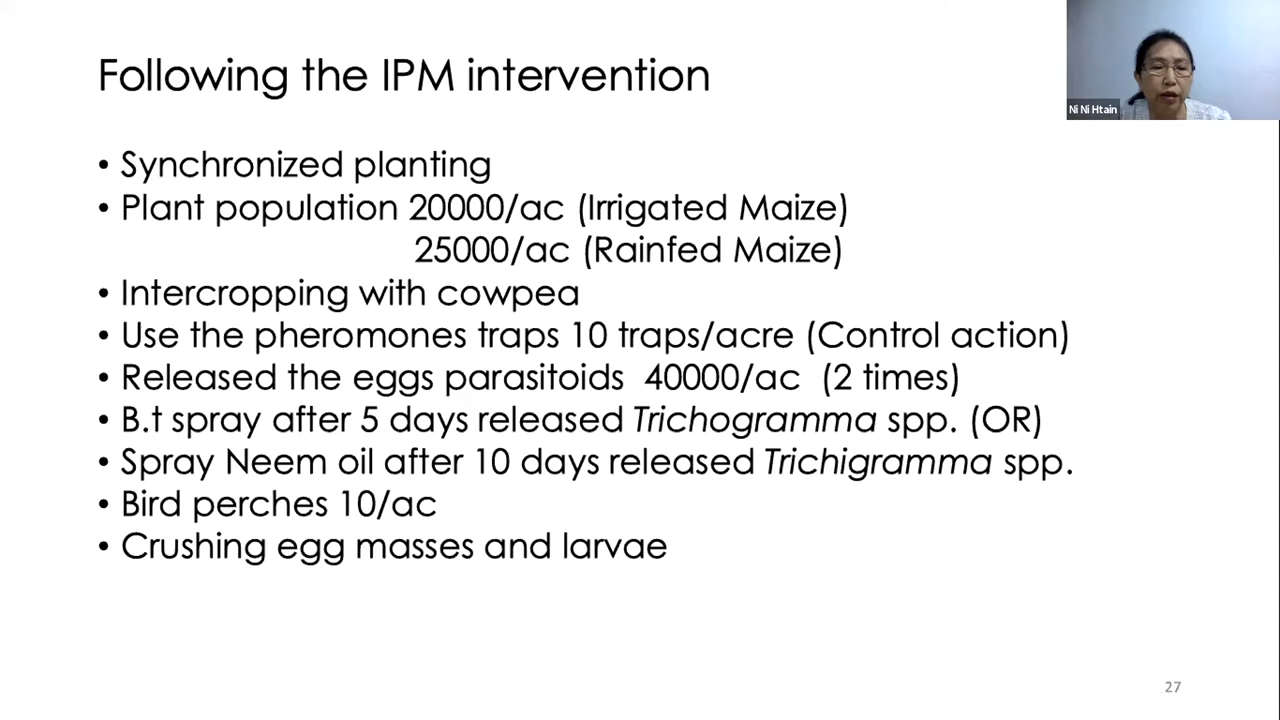 Following the IPM intervention
Ni Ni Htain
• Synchronized planting
• Plant population 20000/ac (Irrigated Maize)
25000/ac (Rainfed Maize)
• Intercropping with cowpea
• Use the pheromones traps 10 traps/acre (Control action)
• Released the eggs parasitoids 40000/ac (2 times)
• B.t spray after 5 days released Trichogramma spp. (OR)
• Spray Neem oil after 10 days released Trichigramma spp.
• Bird perches 10/ac
• Crushing egg masses and larvae
27